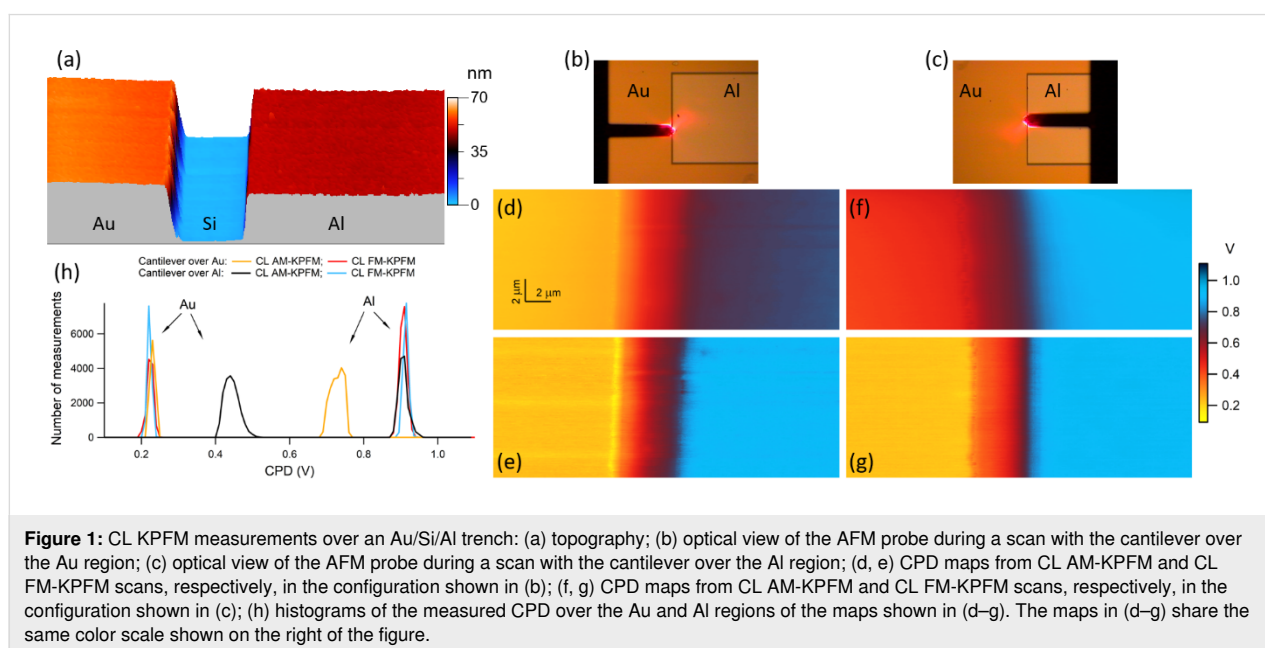 (a)
nm
70
35
0
Au
Si
Al
(b)
Au
Al
(c)
Au
Al
(d)
2 μm
2 μm
(f)
(e)
(g)
V
1.0
0.8
0.6
0.4
0.2
(h)
Cantilever over Au: CL AM-KPFM; CL FM-KPFM
Cantilever over Al: CL AM-KPFM; CL FM-KPFM
Au
Al
Number of measurements
6000
4000
2000
0
0.2 0.4 0.6 0.8 1.0
CPD (V)
Figure 1: CL KPFM measurements over an Au/Si/Al trench: (a) topography; (b) optical view of the AFM probe during a scan with the cantilever over
the Au region; (c) optical view of the AFM probe during a scan with the cantilever over the Al region; (d, e) CPD maps from CL AM-KPFM and CL
FM-KPFM scans, respectively, in the configuration shown in (b); (f, g) CPD maps from CL AM-KPFM and CL FM-KPFM scans, respectively, in the
configuration shown in (c); (h) histograms of the measured CPD over the Au and Al regions of the maps shown in (d–g). The maps in (d–g) share the
same color scale shown on the right of the figure.